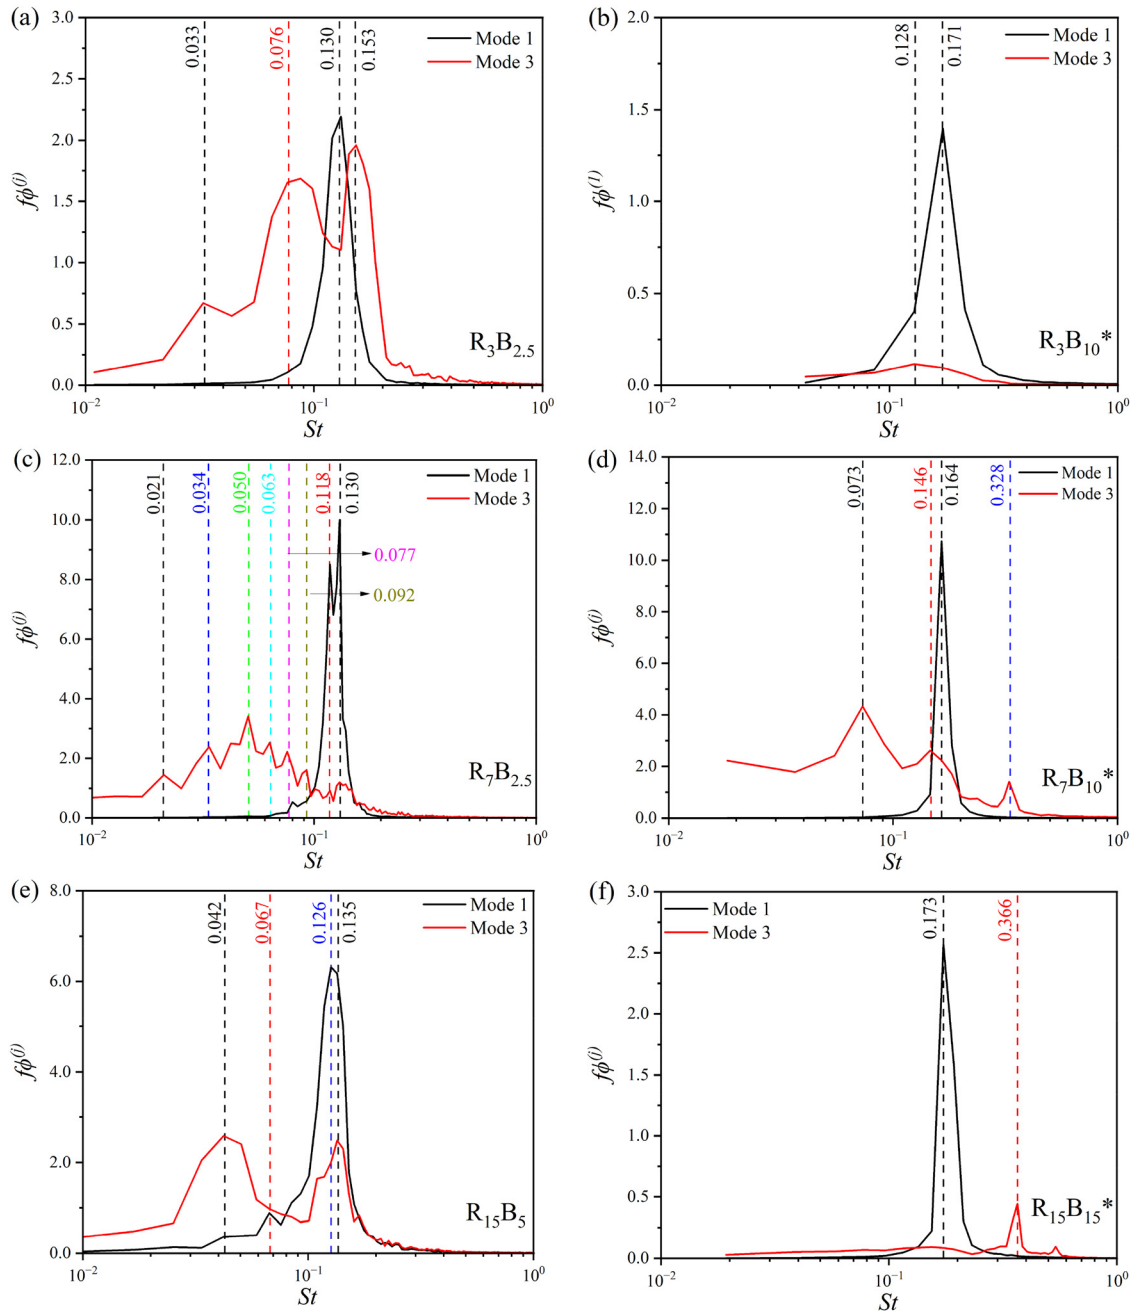 (a)
3.0
2.5
2.0
1.5
1.0
0.5
0.0
fϕ⁽ʲ⁾
0.033
0.076
0.130
0.153
Mode 1
Mode 3
R₃B₂.₅
10⁻²
10⁻¹
10⁰
St
(b)
2.0
1.5
1.0
0.5
0.0
fϕ⁽¹⁾
0.128
0.171
Mode 1
Mode 3
R₃B₁₀*
10⁻²
10⁻¹
10⁰
St
(c)
12.0
10.0
8.0
6.0
4.0
2.0
0.0
fϕ⁽ʲ⁾
0.021
0.034
0.050
0.063
0.118
0.130
Mode 1
Mode 3
0.077
0.092
R₇B₂.₅
10⁻²
10⁻¹
10⁰
St
(d)
14.0
12.0
10.0
8.0
6.0
4.0
2.0
0.0
fϕ⁽ʲ⁾
0.073
0.146
0.164
0.328
Mode 1
Mode 3
R₇B₁₀*
10⁻²
10⁻¹
10⁰
St
(e)
8.0
6.0
4.0
2.0
0.0
fϕ⁽ʲ⁾
0.042
0.067
0.126
0.135
Mode 1
Mode 3
R₁₅B₅
10⁻²
10⁻¹
10⁰
St
(f)
3.0
2.5
2.0
1.5
1.0
0.5
0.0
fϕ⁽ʲ⁾
Mode 1
Mode 3
0.173
0.366
R₁₅B₁₅*
10⁻²
10⁻¹
10⁰
St